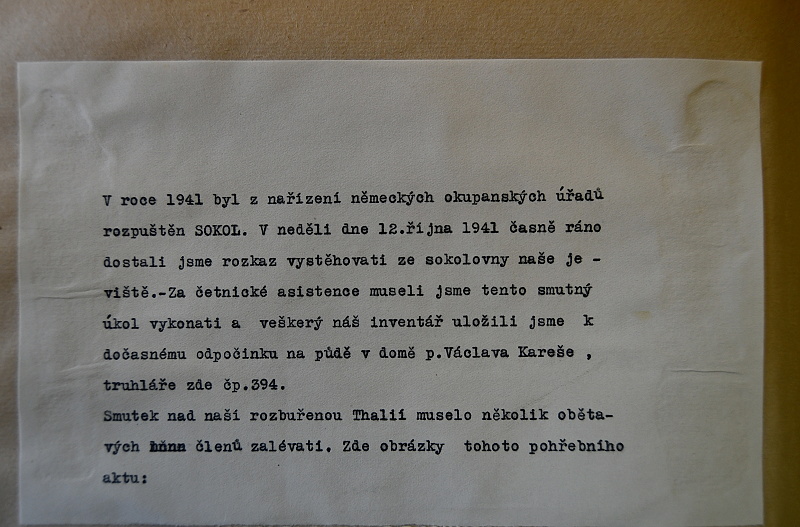 V roce 1941 byl z nařízení německých okupanských úřadů
rozpuštěn SOKOL. V neděli dne 12.října 1941 časně ráno
dostali jsme rozkaz vystěhovati ze sokolovny naše je -
viště.-Za četnické asistence museli jsme tento smutný
úkol vykonati a veškerý náš inventář uložili jsme k
dočasnému odpočinku na půdě v domě p.Václava Kareše ,
truhláře zde čp.394.
Smutek nad naší rozbuřenou Thalií muselo několik oběta-
vých členů zalévati. Zde obrázky tohoto pohřebního
aktu: